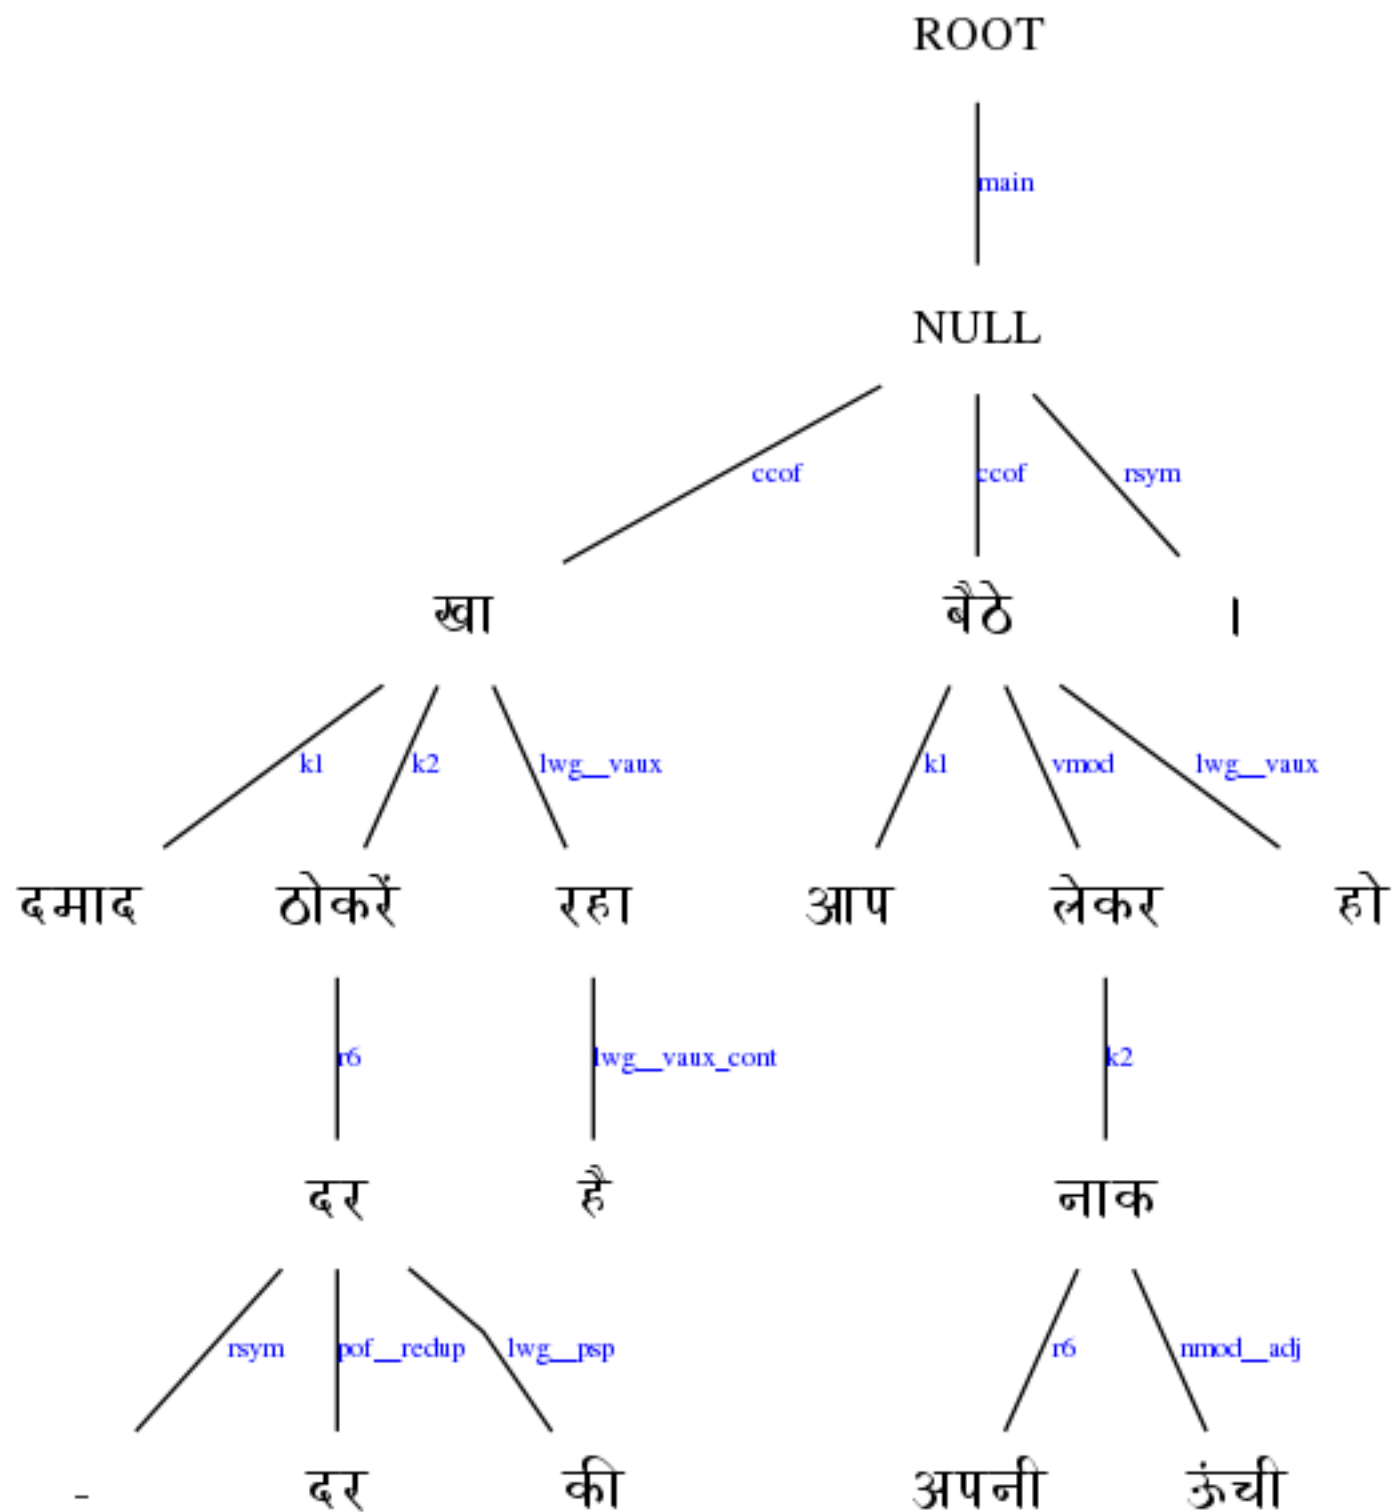 ROOT
main
NULL
ccof ccof rsym
खा बैठे ।
k1 k2 lwg__vaux k1 vmod lwg__vaux
दमाद ठोकरें रहा आप लेकर हो
r6 lwg__vaux_cont k2
दर है नाक
rsym pof__redup lwg__psp r6 nmod__adj
- दर की अपनी ऊंची